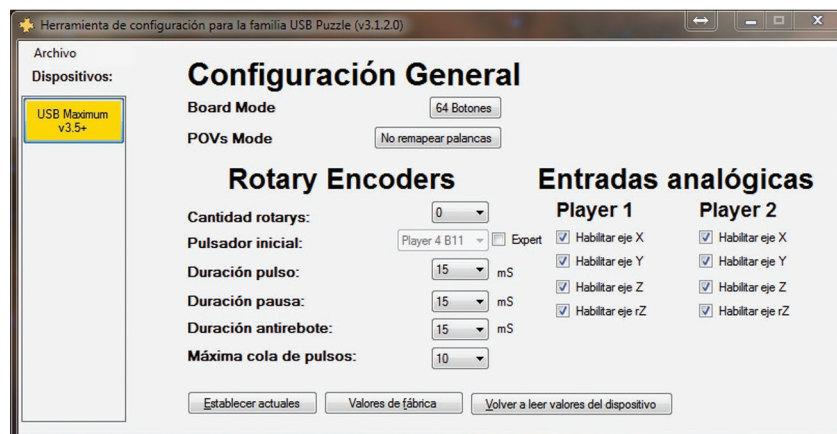 Herramienta de configuración para la familia USB Puzzle (v3.1.2.0)
Archivo
Dispositivos:
USB Maximum
v3.5+
Configuración General
Board Mode
64 Botones
POVs Mode
No remapear palancas
Rotary Encoders
Cantidad rotarys:
0
Pulsador inicial:
Player 4 B11
Expert
Duración pulso:
15
mS
Duración pausa:
15
mS
Duración antirebote:
15
mS
Máxima cola de pulsos:
10
Entradas analógicas
Player 1
Habilitar eje X
Habilitar eje Y
Habilitar eje Z
Habilitar eje rZ
Player 2
Habilitar eje X
Habilitar eje Y
Habilitar eje Z
Habilitar eje rZ
Establecer actuales
Valores de fábrica
Volver a leer valores del dispositivo